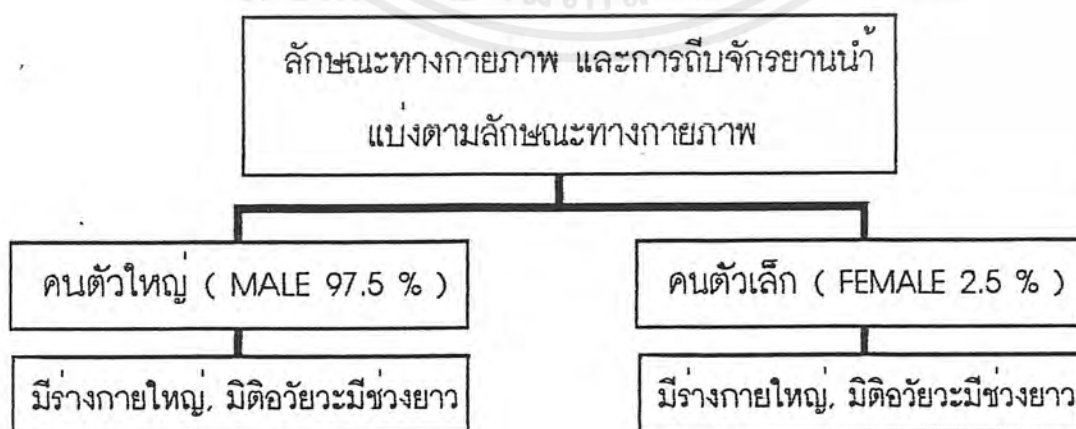 ลักษณะทางกายภาพ และการถีบจักรยานน้ำ
แบ่งตามลักษณะทางกายภาพ
คนตัวใหญ่ ( MALE 97.5 % )
คนตัวเล็ก ( FEMALE 2.5 % )
มีร่างกายใหญ่, มิติอวัยวะมีช่วงยาว
มีร่างกายใหญ่, มิติอวัยวะมีช่วงยาว